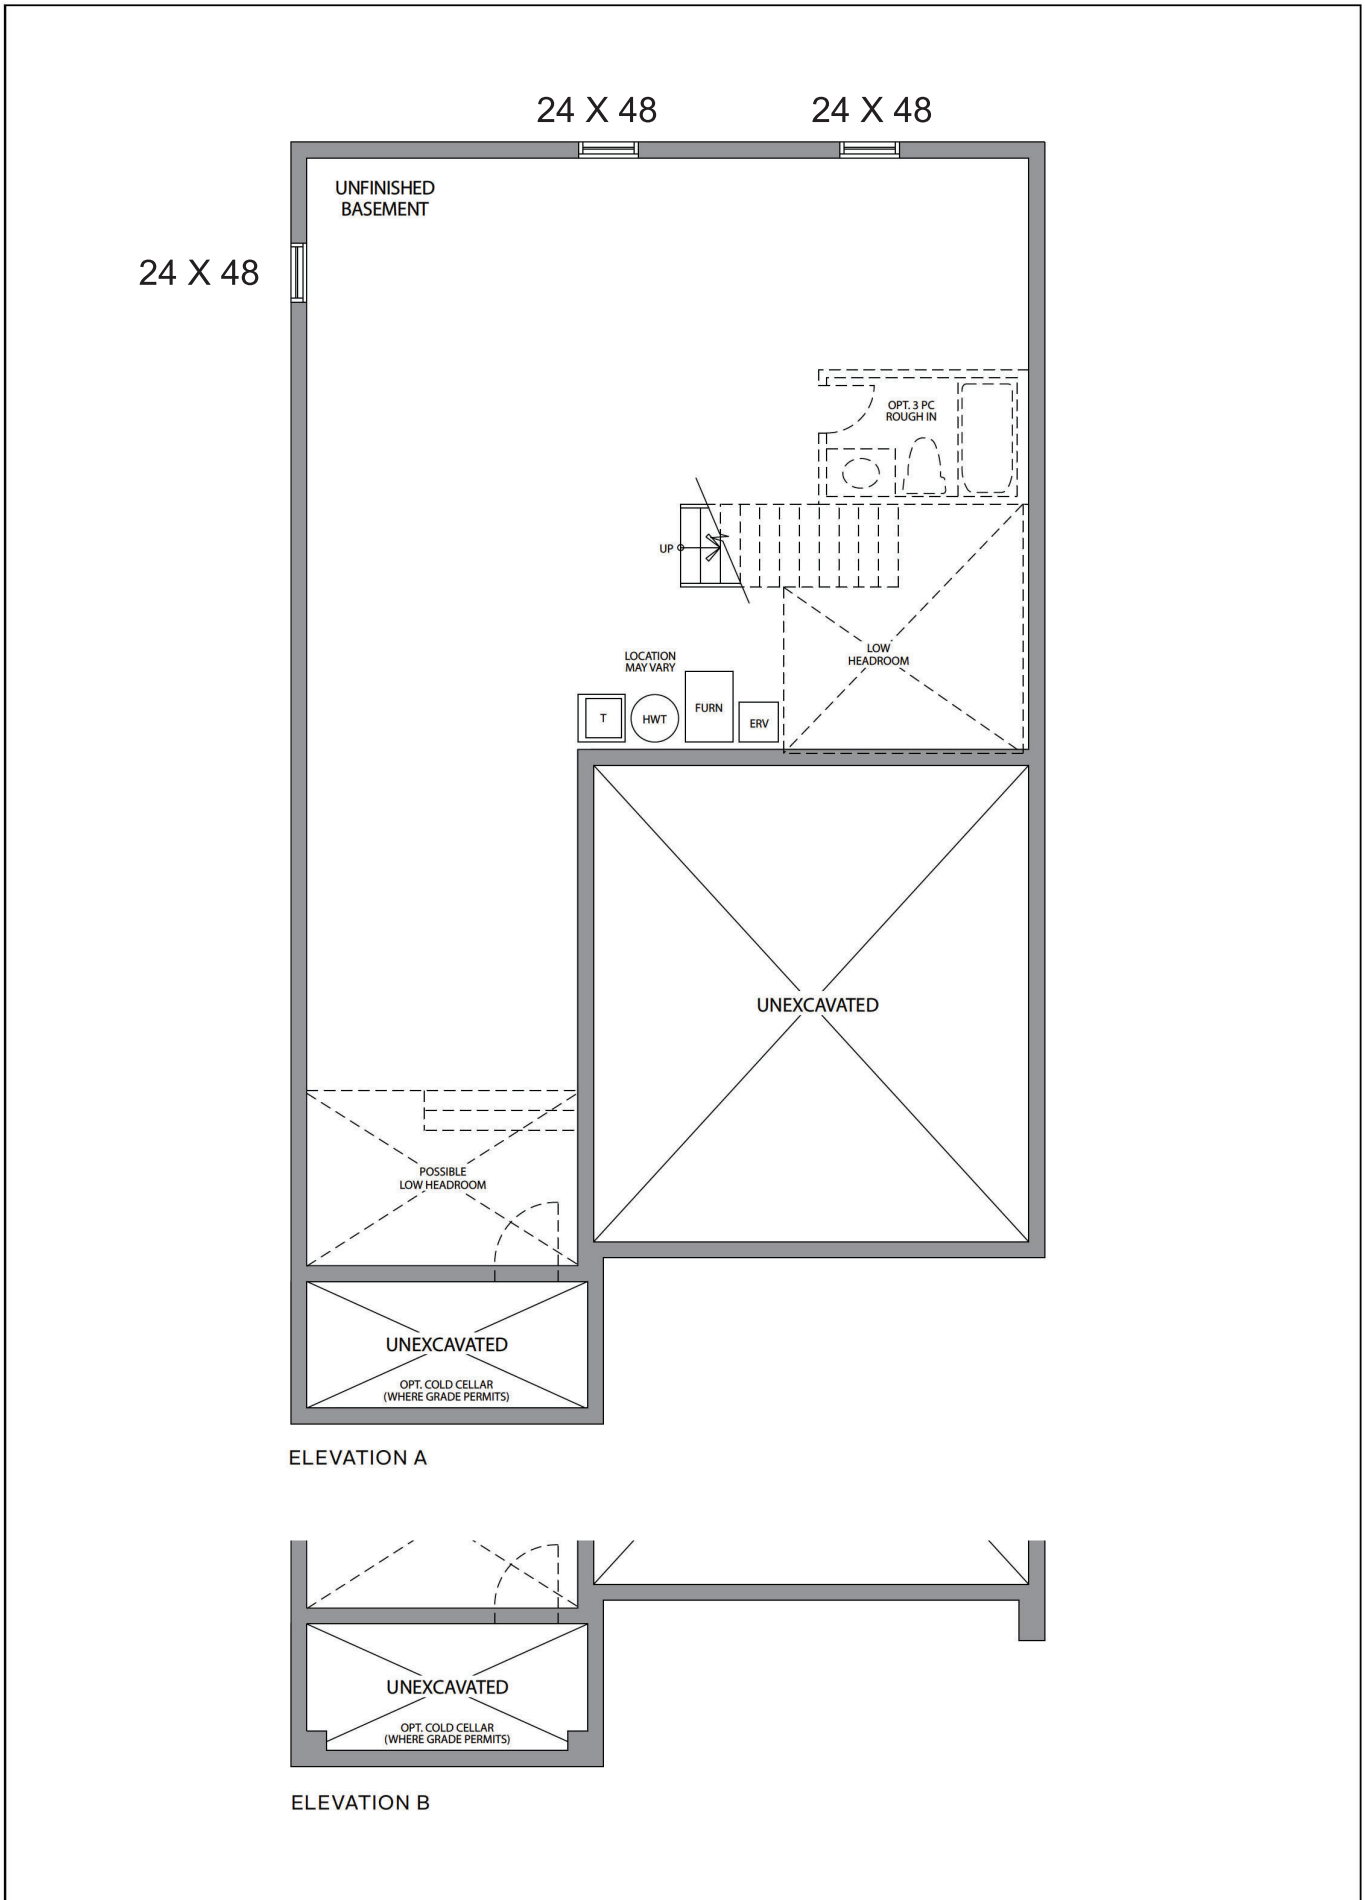 24 X 48
24 X 48
UNFINISHED
BASEMENT
24 X 48
OPT. 3 PC
ROUGH IN
UP
LOW
HEADROOM
LOCATION
MAY VARY
T
HWT
FURN
ERV
UNEXCAVATED
POSSIBLE
LOW HEADROOM
UNEXCAVATED
OPT. COLD CELLAR
(WHERE GRADE PERMITS)
ELEVATION A
UNEXCAVATED
OPT. COLD CELLAR
(WHERE GRADE PERMITS)
ELEVATION B